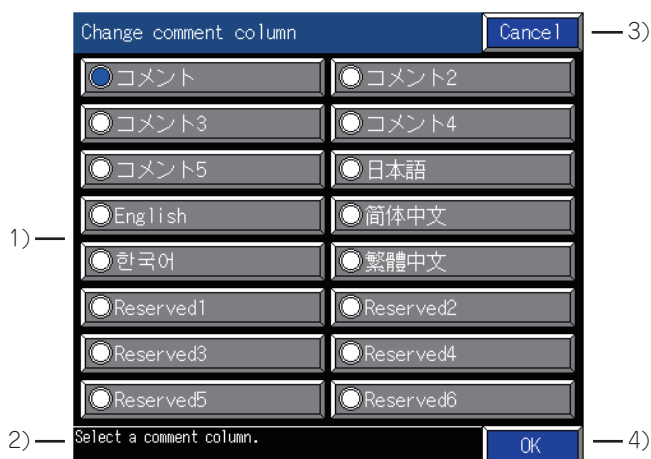 Change comment column Cancel 3)
コメント コメント2
コメント3 コメント4
コメント5 日本語
English 简体中文
1)
한국어 繁體中文
Reserved1 Reserved2
Reserved3 Reserved4
Reserved5 Reserved6
2) Select a comment column. OK 4)